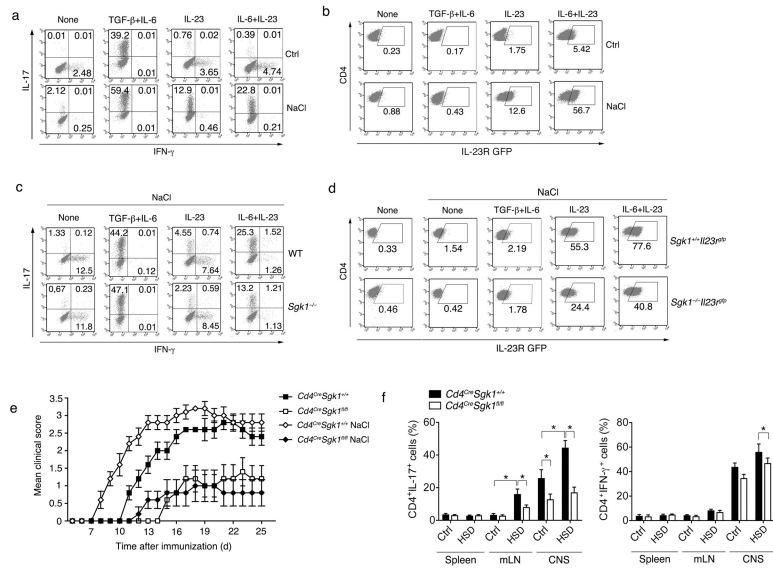 a
None TGF-β+IL-6 IL-23 IL-6+IL-23
0.01 0.01 39.2 0.01 0.76 0.02 0.39 0.01
Ctrl
2.48 0.01 3.65 4.74
2.12 0.01 59.4 0.01 12.9 0.01 22.8 0.01
NaCl
0.25 0.01 0.46 0.21
IL-17
IFN-γ
b
None TGF-β+IL-6 IL-23 IL-6+IL-23
0.23 0.17 1.75 5.42
Ctrl
0.88 0.43 12.6 56.7
NaCl
CD4
IL-23R GFP
c
NaCl
None TGF-β+IL-6 IL-23 IL-6+IL-23
1.33 0.12 44.2 0.01 4.55 0.74 25.3 1.52
WT
12.5 0.12 7.64 1.26
0,67 0.23 47.1 0.01 2.23 0.59 13.2 1.21
Sgk1–/–
11.8 0.01 8.45 1.13
IL-17
IFN-γ
d
NaCl
None None TGF-β+IL-6 IL-23 IL-6+IL-23
0.33 1.54 2.19 55.3 77.6
Sgk1+/+Il23rgfp
0.46 0.42 1.78 24.4 40.8
Sgk1–/–Il23rgfp
CD4
IL-23R GFP
e
Mean clinical score
3.5
3
2.5
2
1.5
1
0.5
0
7 10 13 16 19 22 25
Time after immunization (d)
Cd4CreSgk1+/+
Cd4CreSgk1fl/fl
Cd4CreSgk1+/+ NaCl
Cd4CreSgk1fl/fl NaCl
f
Cd4CreSgk1+/+
Cd4CreSgk1fl/fl
CD4+IL-17+ cells (%)
60
40
20
0
* * * * * *
Ctrl HSD Ctrl HSD Ctrl HSD
Spleen mLN CNS
CD4+IFN-γ+ cells (%)
80
60
40
20
0
*
Ctrl HSD Ctrl HSD Ctrl HSD
Spleen mLN CNS